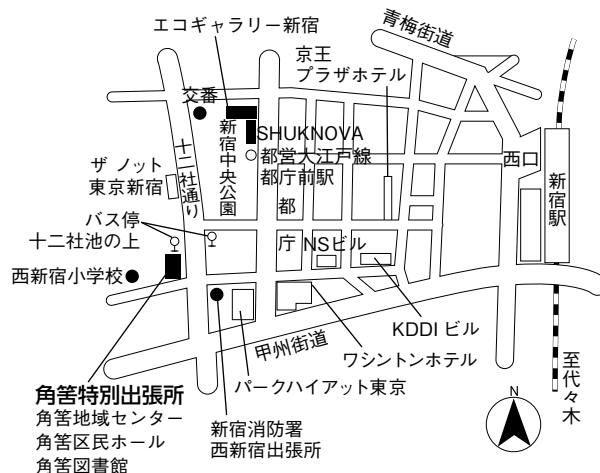 エコギャラリー新宿
青梅街道
京王
プラザホテル
交番
新宿中央公園
SHUKNOVA
都営大江戸線
都庁前駅
西口
新宿駅
ザ ノット
東京新宿
十二社通り
バス停
十二社池の上
都
庁
NSビル
西新宿小学校
KDDI ビル
甲州街道
ワシントンホテル
パークハイアット東京
角筈特別出張所
角筈地域センター
角筈区民ホール
角筈図書館
新宿消防署
西新宿出張所
至代々木
N